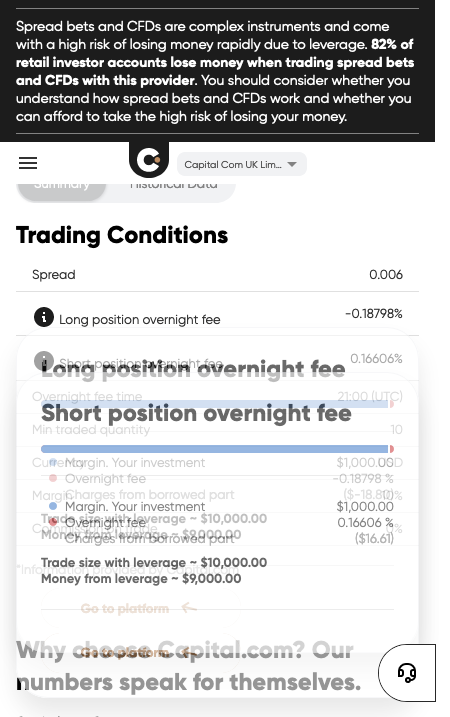 Spread bets and CFDs are complex instruments and come
with a high risk of losing money rapidly due to leverage. 82% of
retail investor accounts lose money when trading spread bets
and CFDs with this provider. You should consider whether you
understand how spread bets and CFDs work and whether you
can afford to take the high risk of losing your money.
Capital Com UK Lim...
Summary Historical Data
Trading Conditions
Spread 0.006
Long position overnight fee -0.18798%
Short position overnight fee 0.16606%
Long position overnight fee
Overnight fee time 21:00 (UTC)
Short position overnight fee
Min traded quantity 10
Margin. Your investment $1,000.00
Overnight fee -0.18798 %
Charges from borrowed part ($-18.80)
Margin. Your investment $1,000.00
Overnight fee 0.16606 %
Charges from borrowed part ($16.61)
Trade size with leverage ~ $10,000.00
Money from leverage ~ $9,000.00
Trade size with leverage ~ $10,000.00
Money from leverage ~ $9,000.00
Go to platform
Go to platform
Why choose Capital.com? Our
numbers speak for themselves.